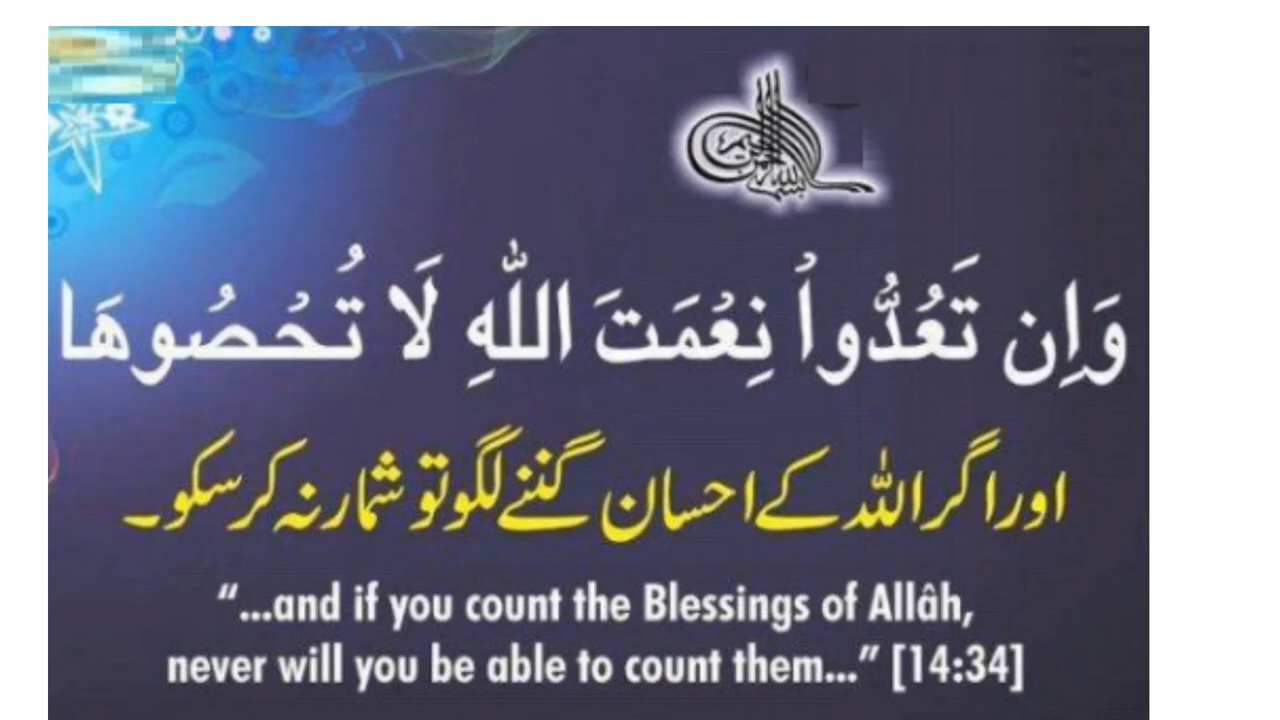 وَاِن تَعُدُّواْ نِعْمَتَ اللّٰهِ لَا تُحْصُوهَا
اور اگر اللہ کے احسان گننے لگو تو شمار نہ کرسکو۔
“...and if you count the Blessings of Allâh,
never will you be able to count them...” [14:34]